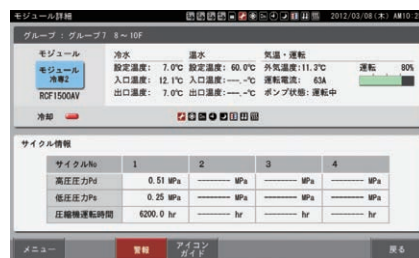 モジュール詳細 2012/03/08(木) AM10:2
グループ : グループ7 8～10F
モジュール
モジュール
冷専2
RCF1500AV
冷水
設定温度: 7.0℃
入口温度: 12.1℃
出口温度: 7.0℃
温水
設定温度: 60.0℃
入口温度:---.-℃
出口温度:---.-℃
気温・運転
外気温度:11.3℃
運転電流: 63A
ポンプ状態:運転中
運転 80%
冷却
サイクル情報
サイクルNo 1 2 3 4
高圧圧力Pd 0.51 MPa -------- MPa -------- MPa -------- MPa
低圧圧力Ps 0.25 MPa -------- MPa -------- MPa -------- MPa
圧縮機運転時間 6200.0 hr -------- hr -------- hr -------- hr
メニュー 警報 アイコン
ガイド 戻る